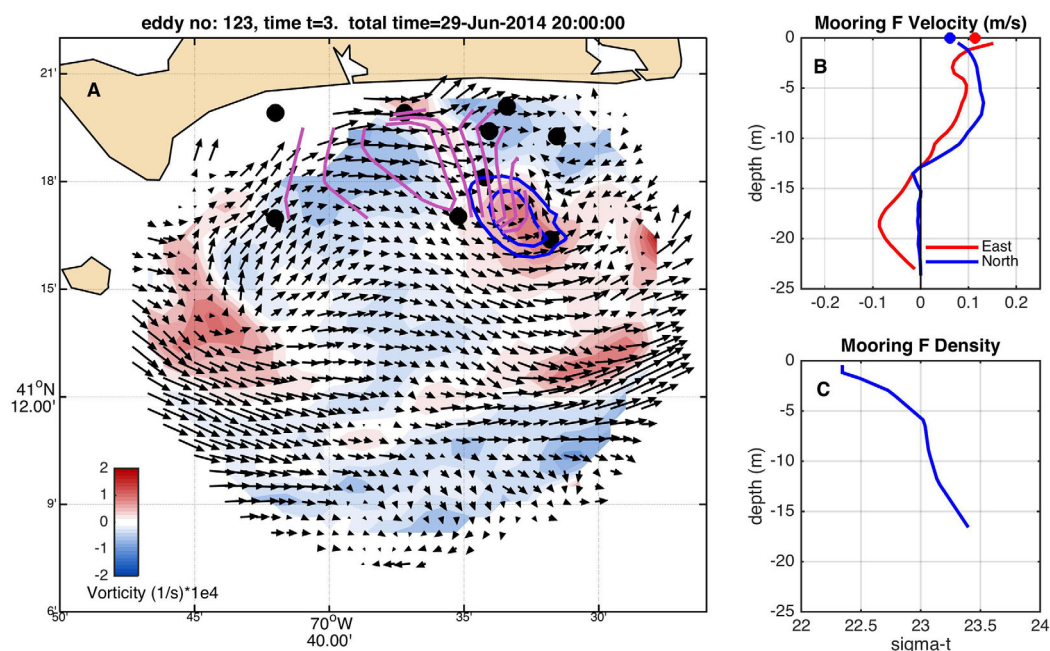 eddy no: 123, time t=3. total time=29-Jun-2014 20:00:00
A
21'
18'
15'
41°N
12.00'
9'
6'
50'
45'
70°W
40.00'
35'
30'
24
2
1
0
-1
-2
Vorticity (1/s)*1e4
Mooring F Velocity (m/s)
B
0
-5
-10
-15
-20
-25
depth (m)
East
North
-0.2
-0.1
0
0.1
0.2
Mooring F Density
C
0
-5
-10
-15
-20
-25
depth (m)
22
22.5
23
23.5
24
sigma-t